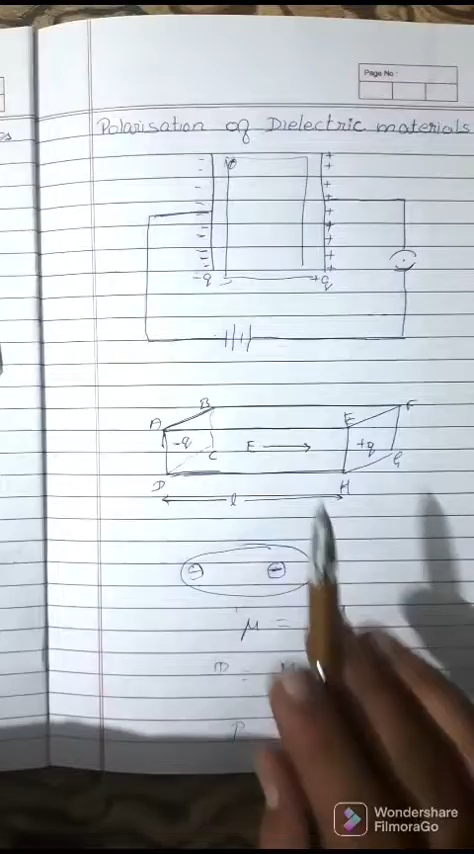 Page No :
Polarisation of Dielectric materials
-q +q
A B E F
-q C E +q G
D l H
μ =
m =
P
Wondershare
FilmoraGo